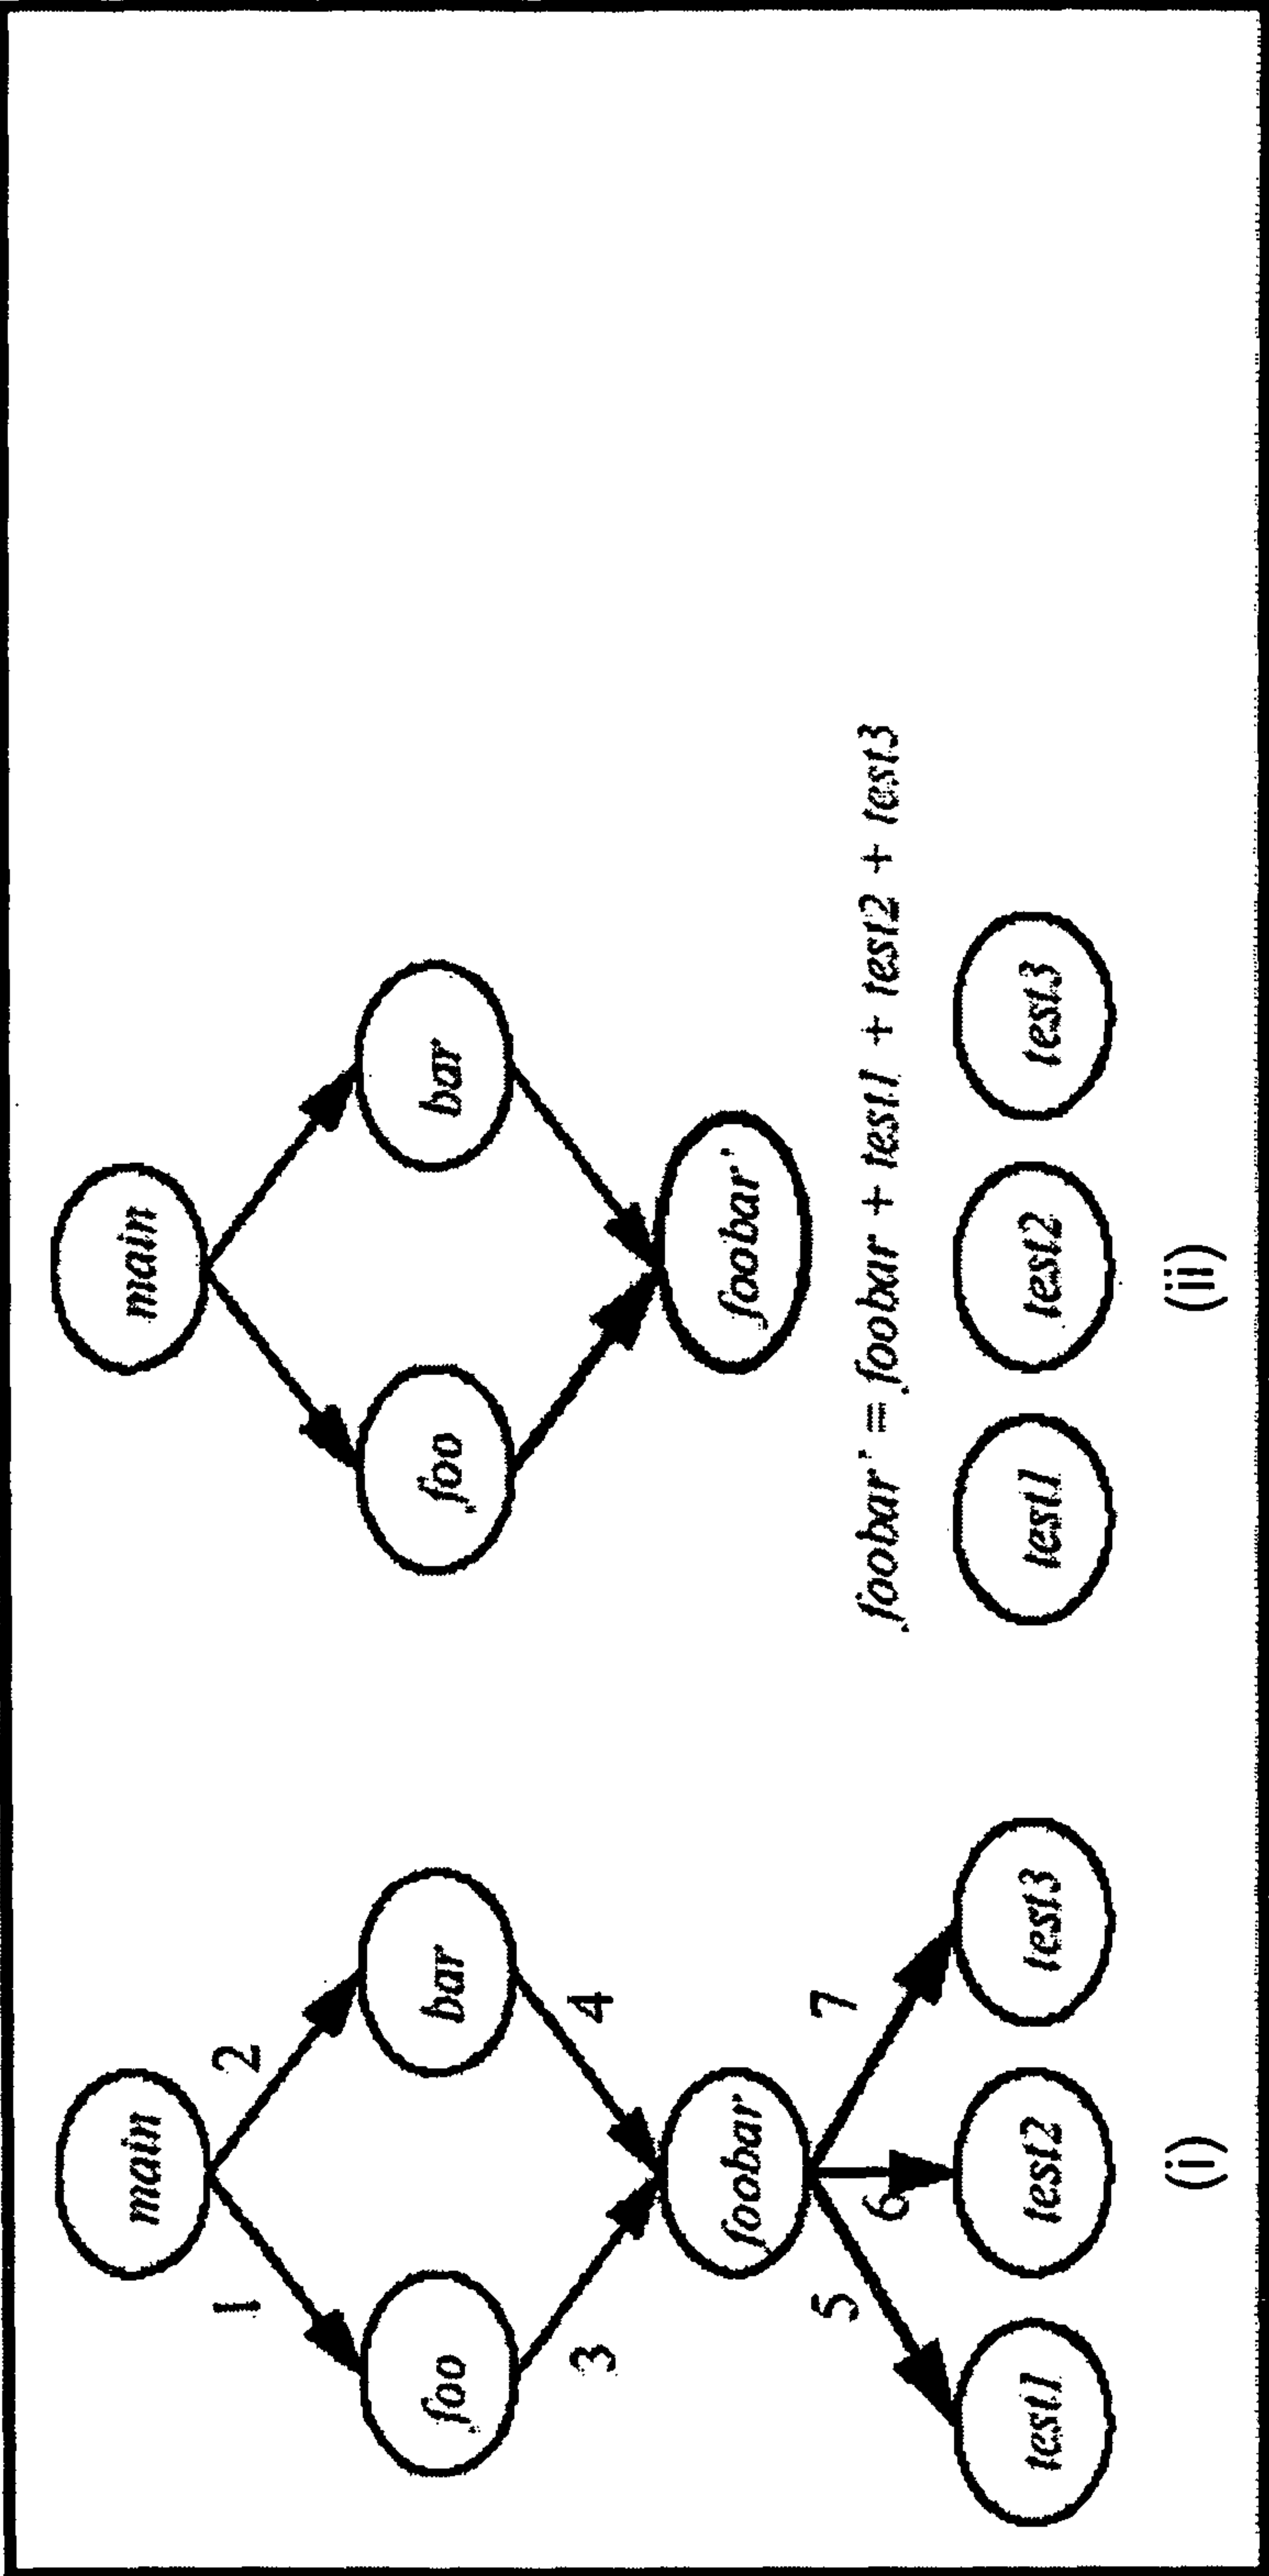 main
1
2
foo
bar
3
4
foobar
5
6
7
test1
test2
test3
(i)
main
foo
bar
foobar'
foobar' = foobar + test1 + test2 + test3
test1
test2
test3
(ii)